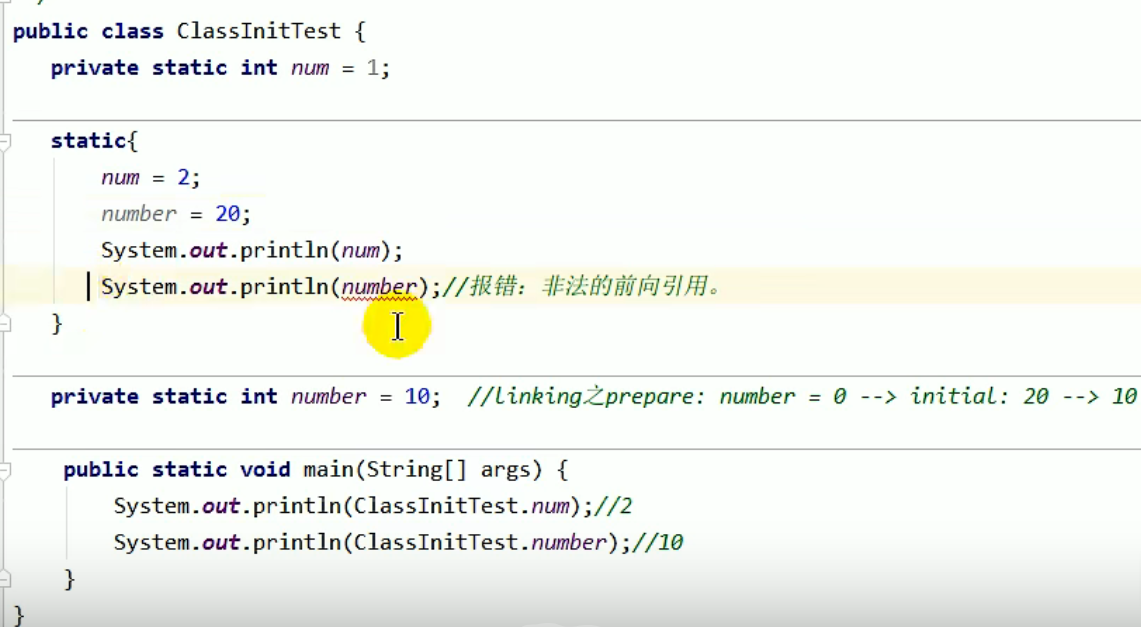 public class ClassInitTest {
private static int num = 1;
static{
num = 2;
number = 20;
System.out.println(num);
System.out.println(number);//报错：非法的前向引用。
}
private static int number = 10;  //linking之prepare: number = 0 --> initial: 20 --> 10
public static void main(String[] args) {
System.out.println(ClassInitTest.num);//2
System.out.println(ClassInitTest.number);//10
}
}